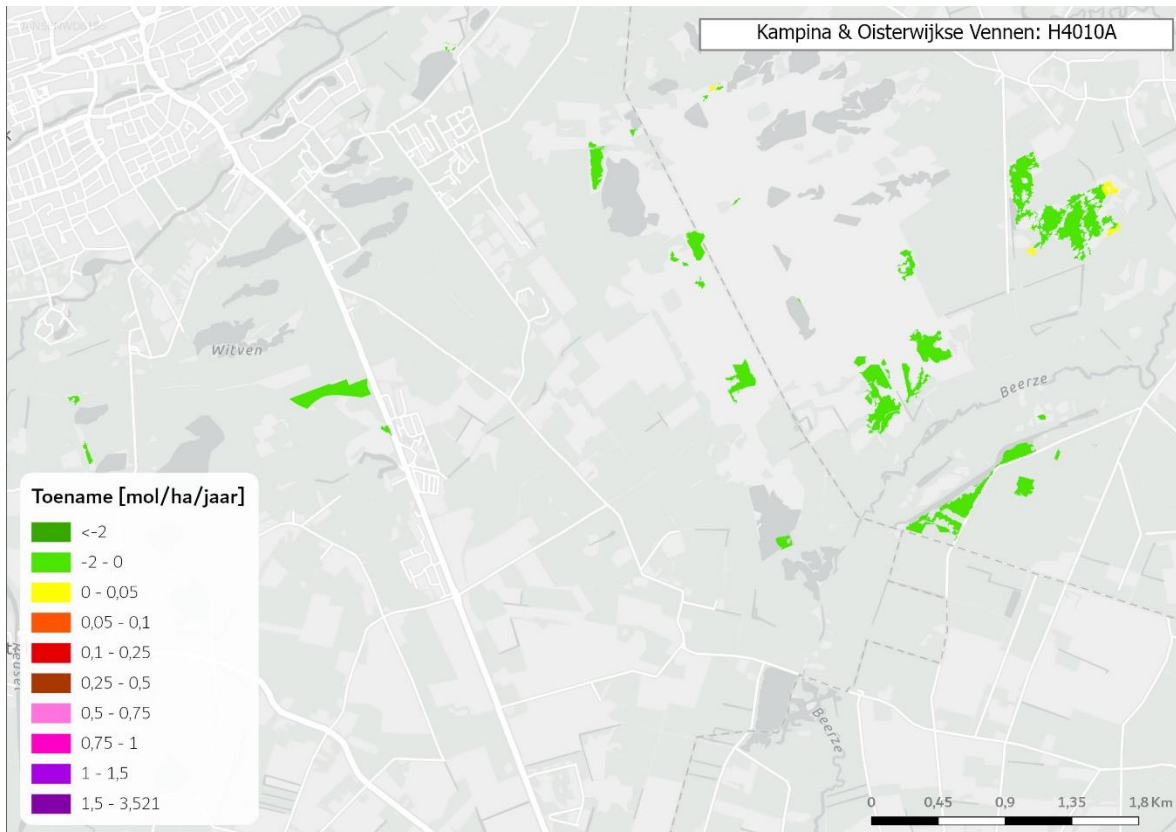 Kampina & Oisterwijkse Vennen: H4010A
Witven
Beerze
Toename [mol/ha/jaar]
<-2
-2 - 0
0 - 0,05
0,05 - 0,1
0,1 - 0,25
0,25 - 0,5
0,5 - 0,75
0,75 - 1
1 - 1,5
1,5 - 3,521
Beerze
0 0,45 0,9 1,35 1,8 Km